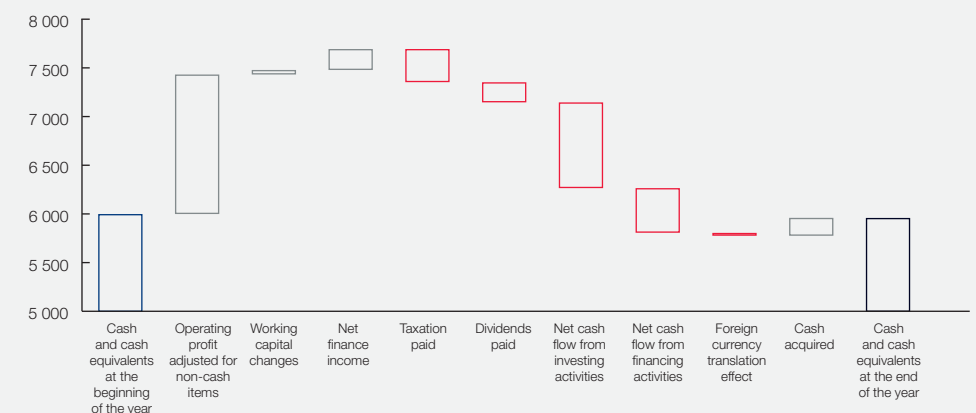 8 000
7 500
7 000
6 500
6 000
5 500
5 000
Cash
and cash
equivalents
at the
beginning
of the year
Operating
profit
adjusted for
non-cash
items
Working
capital
changes
Net
finance
income
Taxation
paid
Dividends
paid
Net cash
flow from
investing
activities
Net cash
flow from
financing
activities
Foreign
currency
translation
effect
Cash
acquired
Cash
and cash
equivalents
at the end
of the year